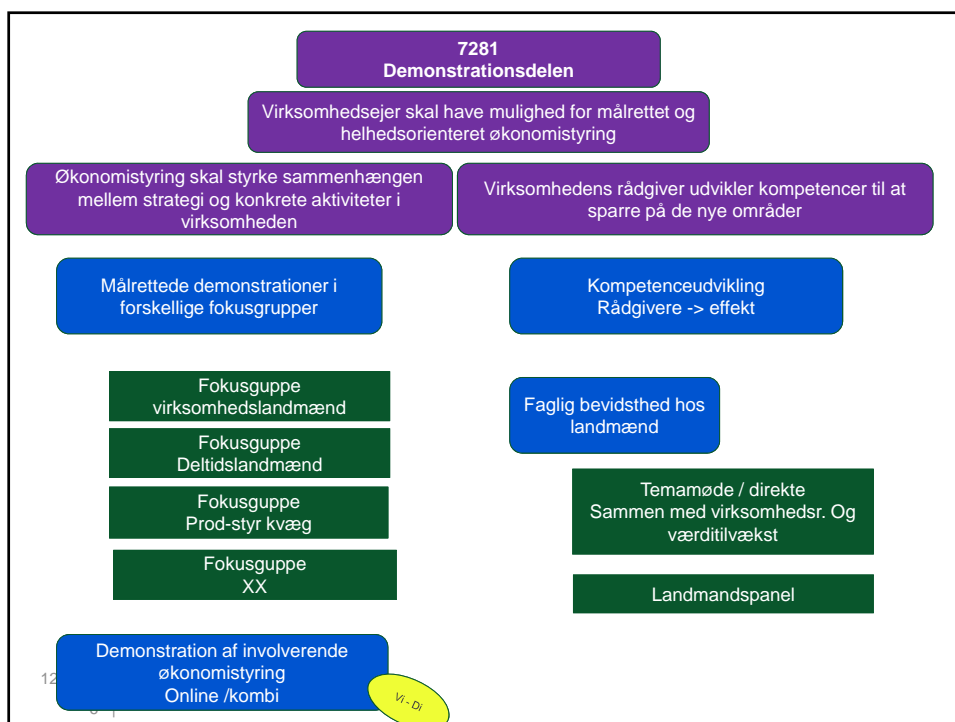 7281
Demonstrationsdelen
Virksomhedsejer skal have mulighed for målrettet og
helhedsorienteret økonomistyring
Økonomistyring skal styrke sammenhængen
mellem strategi og konkrete aktiviteter i
virksomheden
Virksomhedens rådgiver udvikler kompetencer til at
sparre på de nye områder
Målrettede demonstrationer i
forskellige fokusgrupper
Kompetenceudvikling
Rådgivere -> effekt
Fokusguppe
virksomhedslandmænd
Fokusguppe
Deltidslandmænd
Fokusguppe
Prod-styr kvæg
Fokusguppe
XX
Faglig bevidsthed hos
landmænd
Temamøde / direkte
Sammen med virksomhedsr. Og
værditilvækst
Landmandspanel
Demonstration af involverende
økonomistyring
Online /kombi
Vi - Di